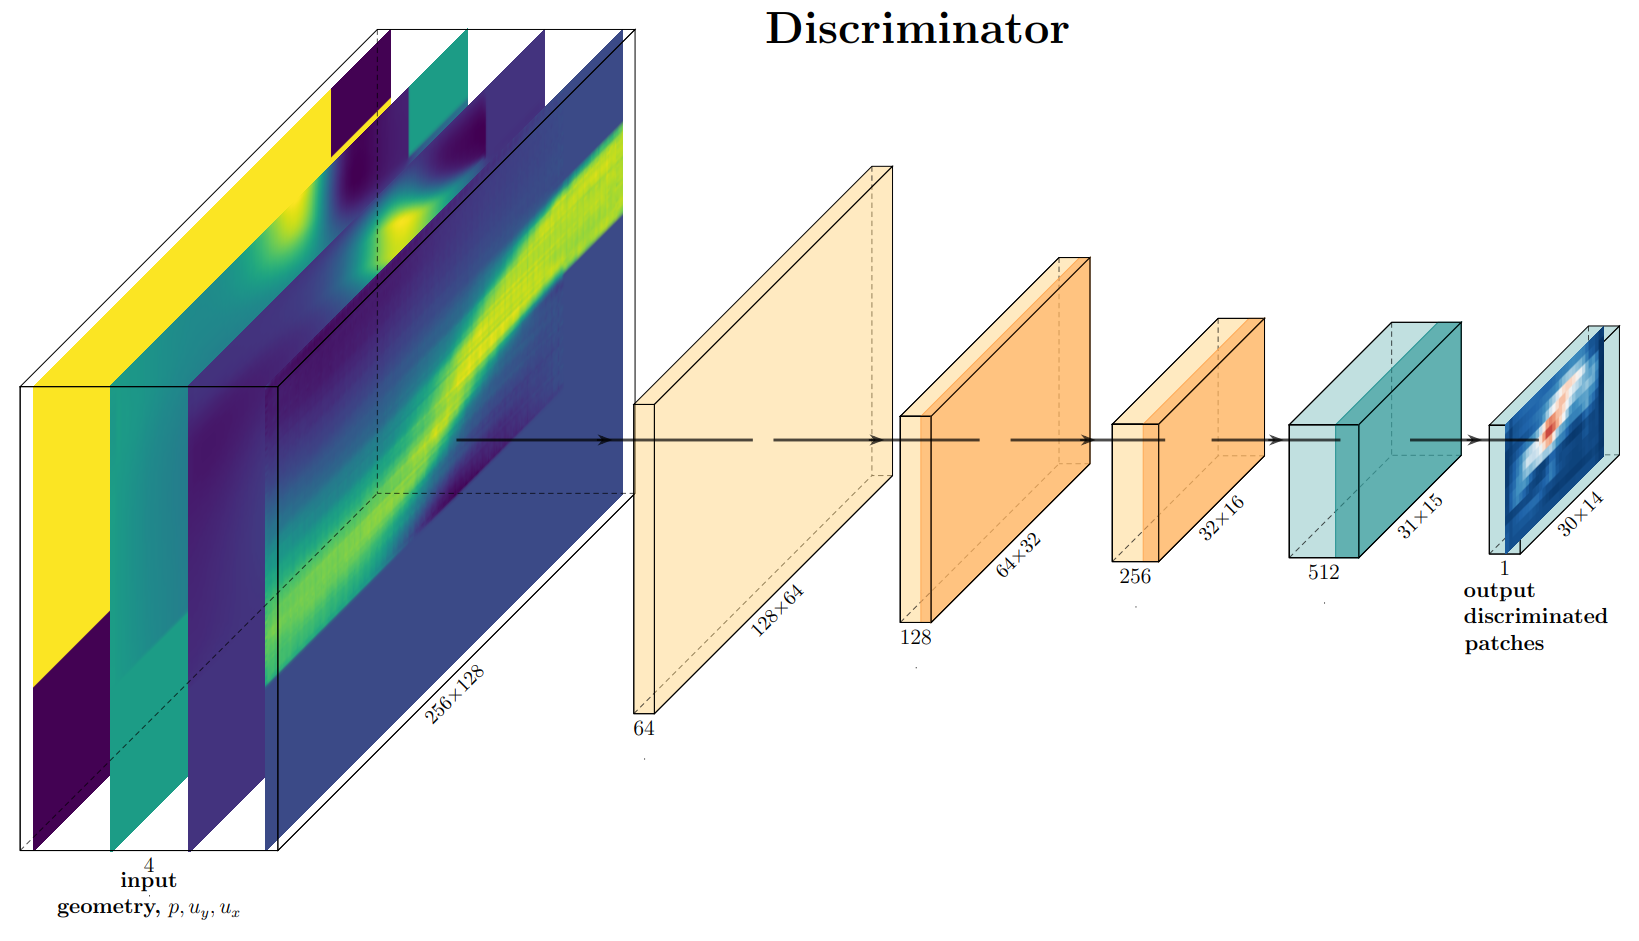 Discriminator
4
input
geometry, p, u_y, u_x
256×128
64
128×64
128
64×32
256
32×16
512
31×15
1
30×14
output
discriminated
patches